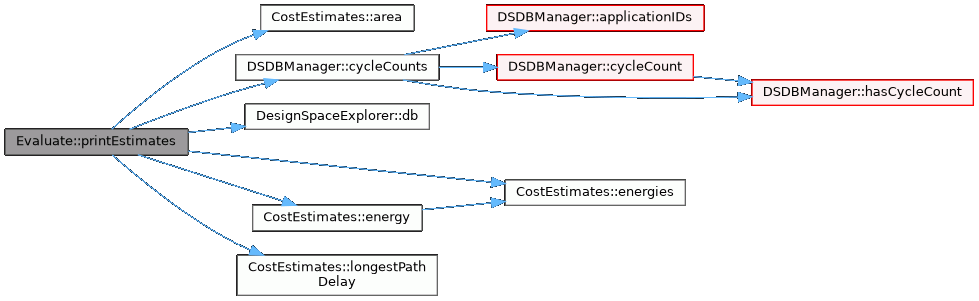 CostEstimates::area
DSDBManager::applicationIDs
DSDBManager::cycleCounts
DSDBManager::cycleCount
DSDBManager::hasCycleCount
DesignSpaceExplorer::db
Evaluate::printEstimates
CostEstimates::energies
CostEstimates::energy
CostEstimates::longestPath
Delay